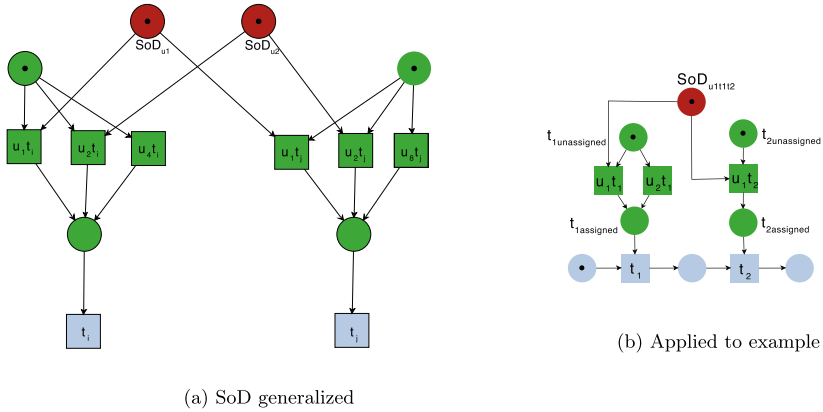 SoDu1
SoDu2
u1ti
u2ti
u4ti
u1tj
u2tj
u8tj
ti
tj
(a) SoD generalized
SoDu1t1t2
t1unassigned
t2unassigned
u1t1
u2t1
u1t2
t1assigned
t2assigned
t1
t2
(b) Applied to example